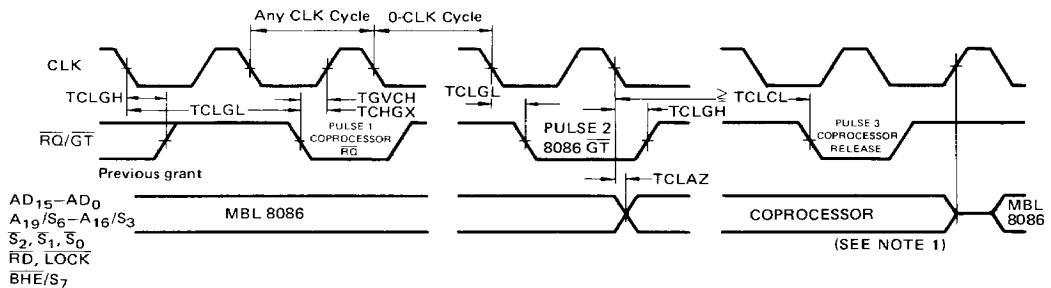 Any CLK Cycle 0-CLK Cycle
CLK
TCLGH
TCLGL
TGVCH
TCHGX
TCLGL
TCLGH
≥ TCLCL
RQ/GT
PULSE 1
COPROCESSOR
RQ
PULSE 2
8086 GT
PULSE 3
COPROCESSOR
RELEASE
Previous grant
TCLAZ
AD15–AD0
A19/S6–A16/S3
S2, S1, S0
RD, LOCK
BHE/S7
MBL 8086
COPROCESSOR
MBL
8086
(SEE NOTE 1)